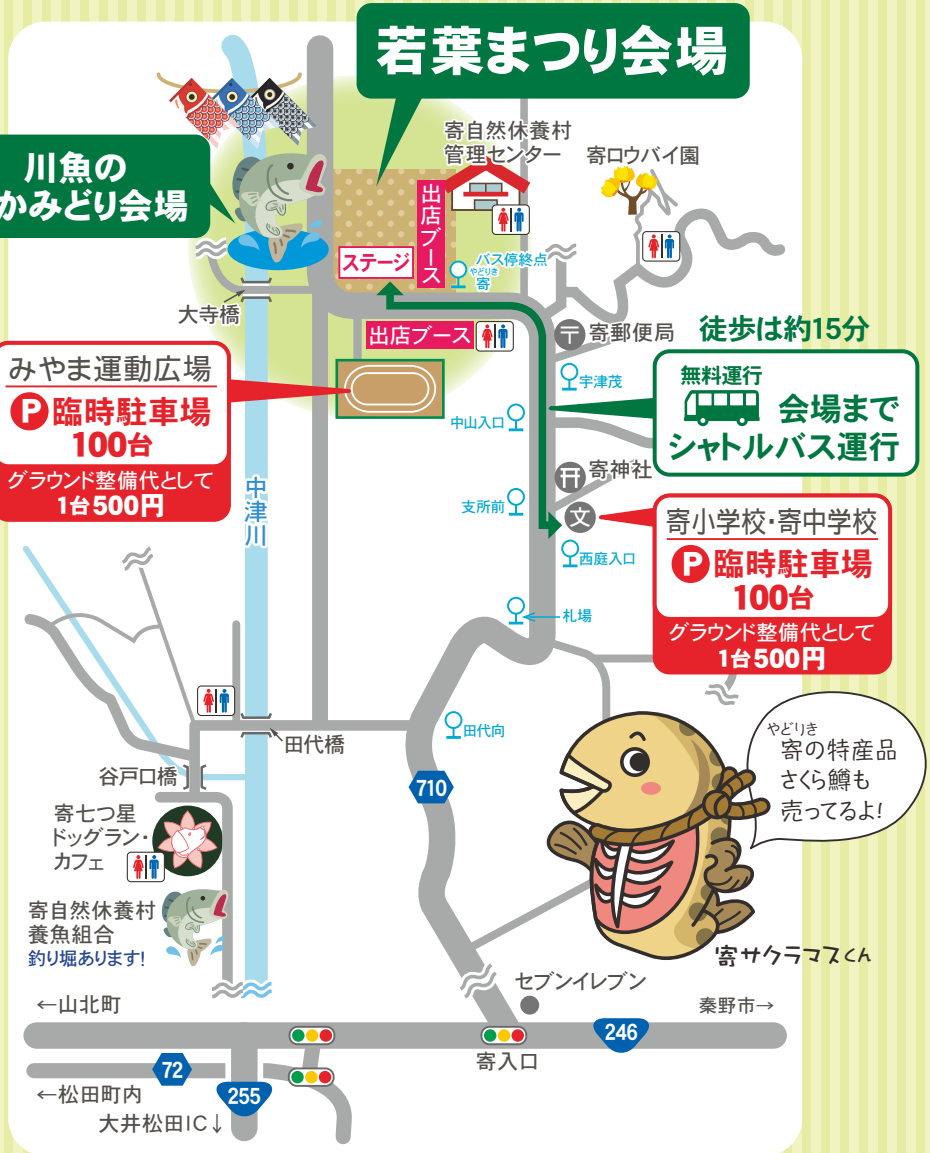 若葉まつり会場
川魚の
かみどり会場
寄自然休養村
管理センター
寄ロウバイ園
出店ブース
ステージ
バス停終点
やどりき
寄
大寺橋
出店ブース
〒
寄郵便局
徒歩は約15分
みやま運動広場
P 臨時駐車場
100台
グラウンド整備代として
1台500円
宇津茂
無料運行
会場まで
シャトルバス運行
中山入口
中津川
寄神社
支所前
文
西庭入口
寄小学校・寄中学校
P 臨時駐車場
100台
グラウンド整備代として
1台500円
札場
田代向
田代橋
谷戸口橋
710
やどりき
寄の特産品
さくら鱒も
売ってるよ!
寄七つ星
ドッグラン・
カフェ
寄自然休養村
養魚組合
釣り堀あります!
寄サクラマスくん
セブンイレブン
←山北町
秦野市→
246
寄入口
72
←松田町内
255
大井松田IC↓